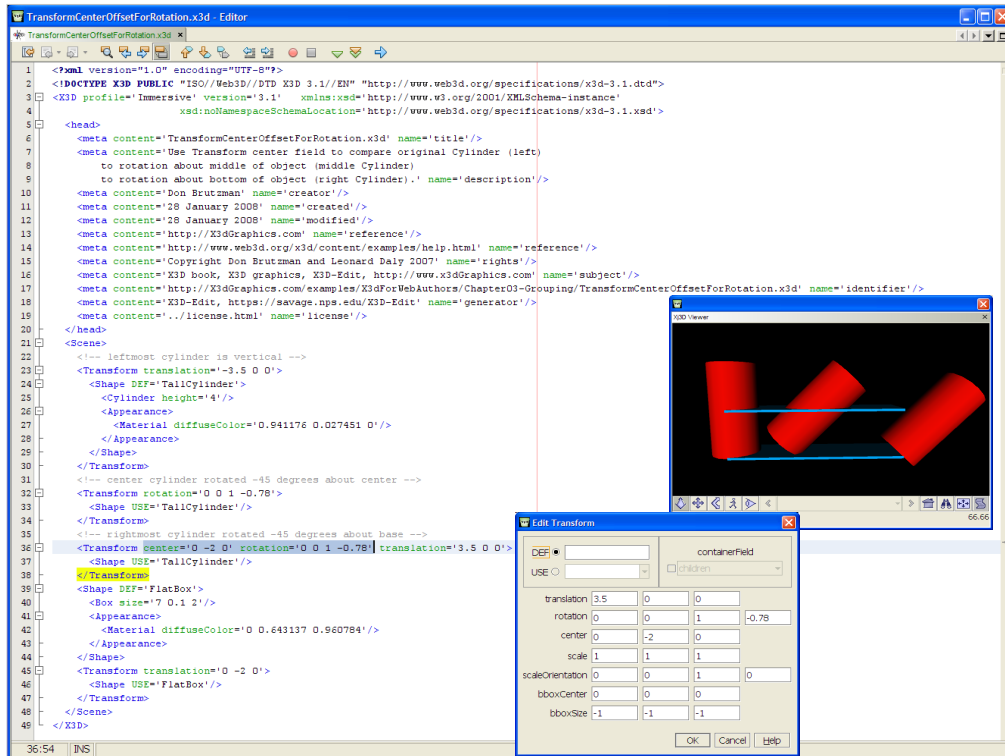 TransformCenterOffsetForRotation.x3d - Editor
TransformCenterOffsetForRotation.x3d
1 <?xml version="1.0" encoding="UTF-8"?>
2 <!DOCTYPE X3D PUBLIC "ISO//Web3D//DTD X3D 3.1//EN" "http://www.web3d.org/specifications/x3d-3.1.dtd">
3 <X3D profile='Immersive' version='3.1' xmlns:xsd='http://www.w3.org/2001/XMLSchema-instance'
4 xsd:noNamespaceSchemaLocation='http://www.web3d.org/specifications/x3d-3.1.xsd'>
5 <head>
6 <meta content='TransformCenterOffsetForRotation.x3d' name='title'/>
7 <meta content='Use Transform center field to compare original Cylinder (left)
8 to rotation about middle of object (middle Cylinder)
9 to rotation about bottom of object (right Cylinder).' name='description'/>
10 <meta content='Don Brutzman' name='creator'/>
11 <meta content='28 January 2008' name='created'/>
12 <meta content='28 January 2008' name='modified'/>
13 <meta content='http://X3dGraphics.com' name='reference'/>
14 <meta content='http://www.web3d.org/x3d/content/examples/help.html' name='reference'/>
15 <meta content='Copyright Don Brutzman and Leonard Daly 2007' name='rights'/>
16 <meta content='X3D book, X3D graphics, X3D-Edit, http://www.x3dGraphics.com' name='subject'/>
17 <meta content='http://X3dGraphics.com/examples/X3dForWebAuthors/Chapter03-Grouping/TransformCenterOffsetForRotation.x3d' name='identifier'/>
18 <meta content='X3D-Edit, https://savage.nps.edu/X3D-Edit' name='generator'/>
19 <meta content='../license.html' name='license'/>
20 </head>
21 <Scene>
22 <!-- leftmost cylinder is vertical -->
23 <Transform translation='-3.5 0 0'>
24 <Shape DEF='TallCylinder'>
25 <Cylinder height='4'/>
26 <Appearance>
27 <Material diffuseColor='0.941176 0.027451 0'/>
28 </Appearance>
29 </Shape>
30 </Transform>
31 <!-- center cylinder rotated -45 degrees about center -->
32 <Transform rotation='0 0 1 -0.78'>
33 <Shape USE='TallCylinder'/>
34 </Transform>
35 <!-- rightmost cylinder rotated -45 degrees about base -->
36 <Transform center='0 -2 0' rotation='0 0 1 -0.78' translation='3.5 0 0'>
37 <Shape USE='TallCylinder'/>
38 </Transform>
39 <Shape DEF='FlatBox'>
40 <Box size='7 0.1 2'/>
41 <Appearance>
42 <Material diffuseColor='0 0.643137 0.960784'/>
43 </Appearance>
44 </Shape>
45 <Transform translation='0 -2 0'>
46 <Shape USE='FlatBox'/>
47 </Transform>
48 </Scene>
49 </X3D>
36:54 INS
Xj3D Viewer
66.66
Edit Transform
DEF
USE
containerField
children
translation 3.5 0 0
rotation 0 0 1 -0.78
center 0 -2 0
scale 1 1 1
scaleOrientation 0 0 1 0
bboxCenter 0 0 0
bboxSize -1 -1 -1
OK Cancel Help